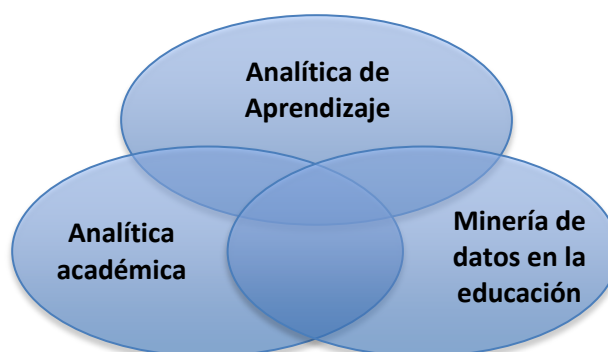 Analítica de
Aprendizaje
Analítica
académica
Minería de
datos en la
educación